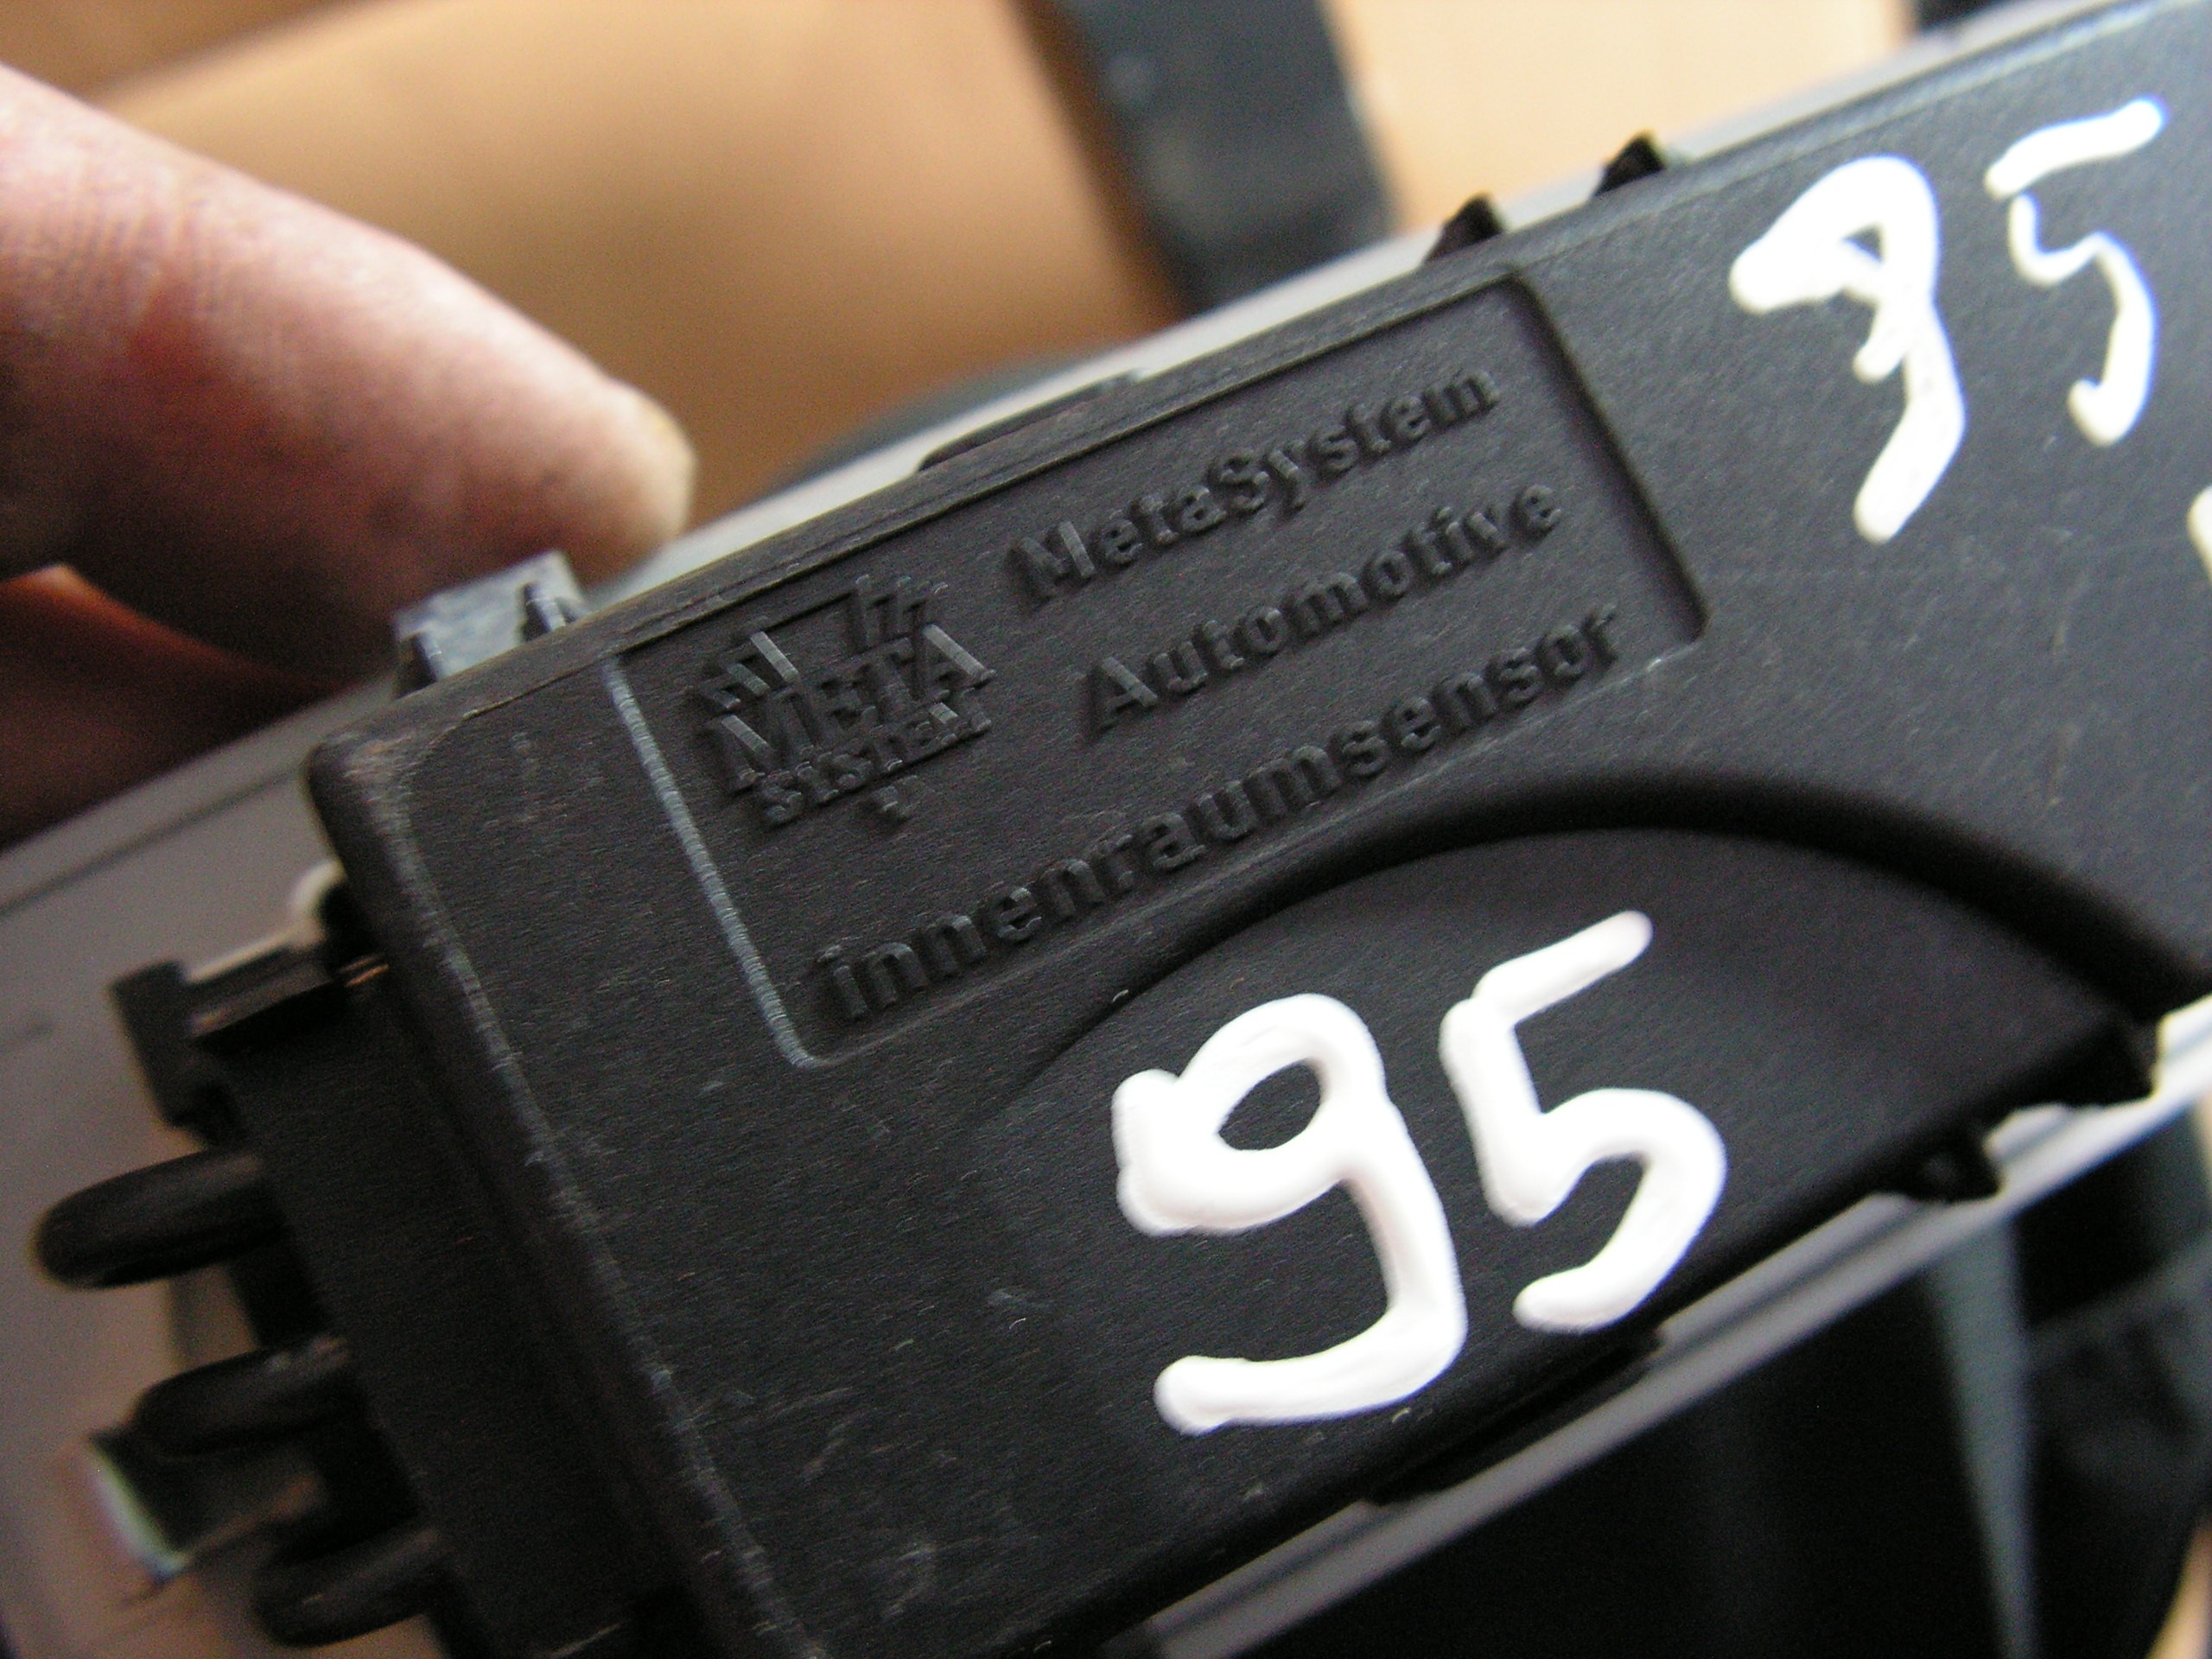 95
MetaSystem
Automotive
META
SYSTEM
innenraumsensor
95